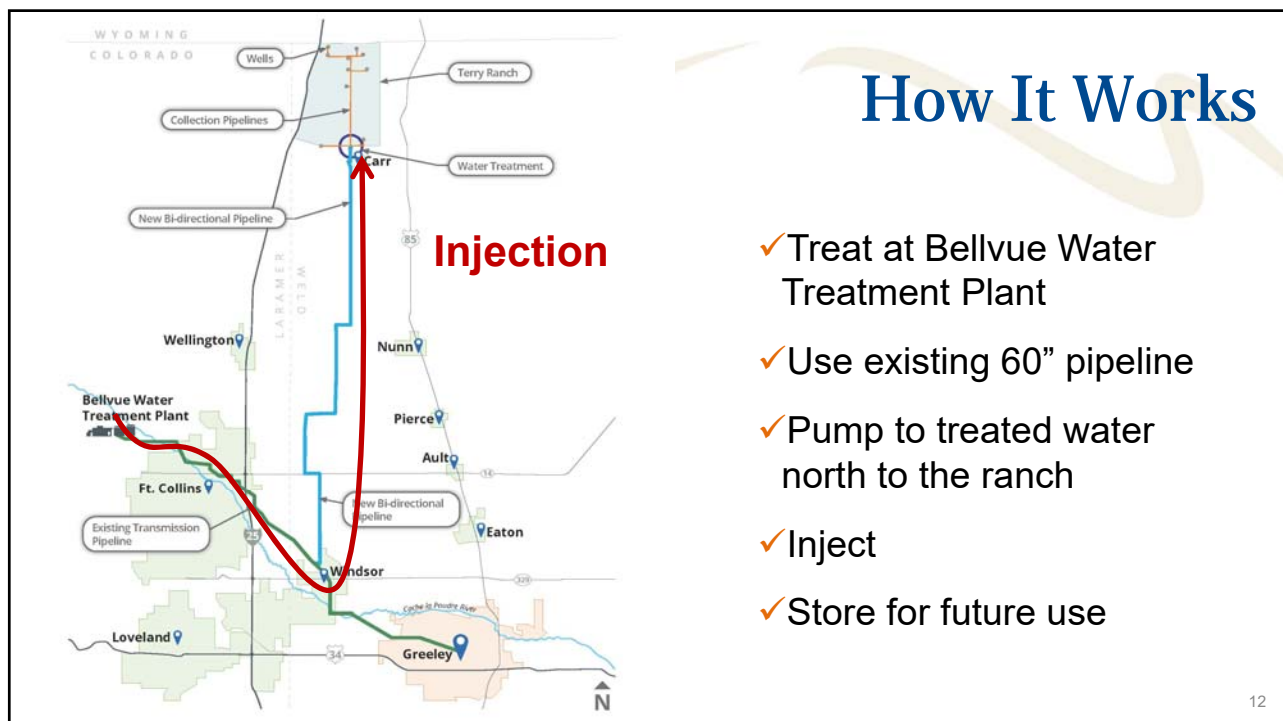 WYOMING
COLORADO
Wells
Terry Ranch
Collection Pipelines
Carr
Water Treatment
New Bi-directional Pipeline
85
Injection
LARAMER
WELD
Wellington
Nunn
Bellvue Water
Treatment Plant
Pierce
Ault
14
Ft. Collins
New Bi-directional
Pipeline
Existing Transmission
Pipeline
25
Eaton
Windsor
Cache la Poudre River
Loveland
34
Greeley
N
How It Works
✓Treat at Bellvue Water
Treatment Plant
✓Use existing 60” pipeline
✓Pump to treated water
north to the ranch
✓Inject
✓Store for future use
12